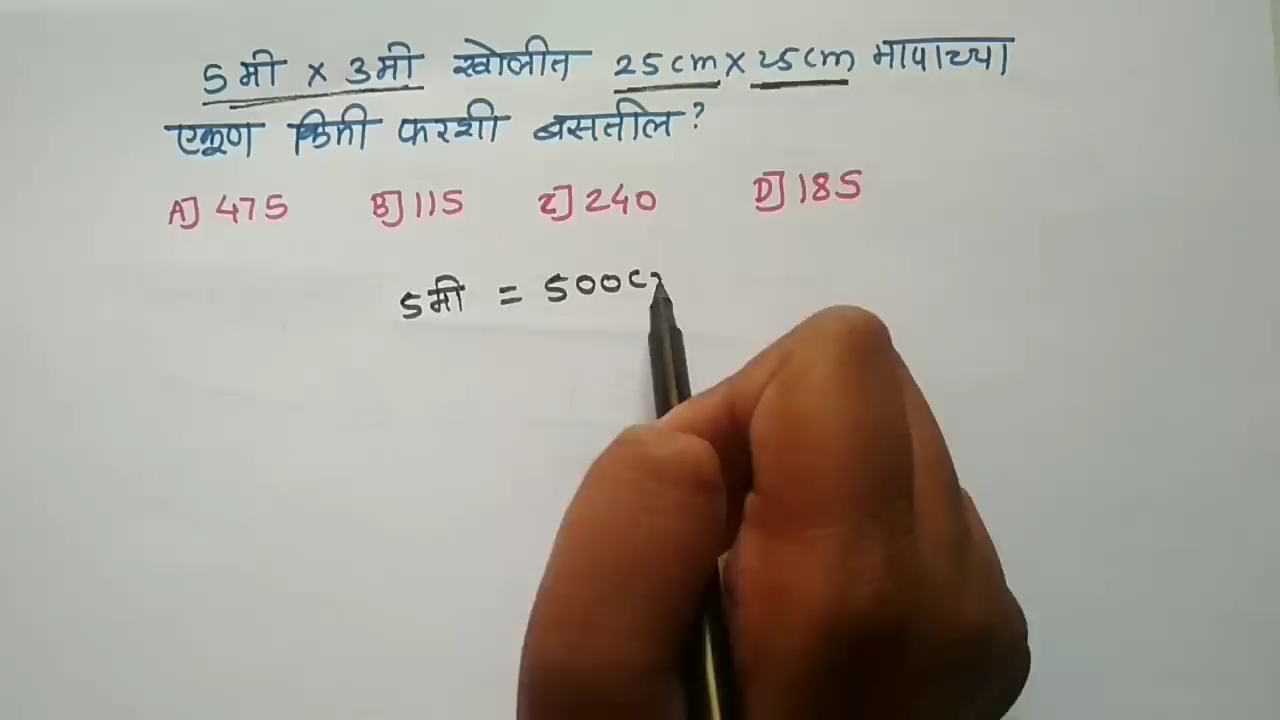 5मी × 3मी खोलीत 25cm × 25cm मापाच्या
एकूण किती फरशी बसतील?
A] 475 B] 115 C] 240 D] 185
5मी = 500c